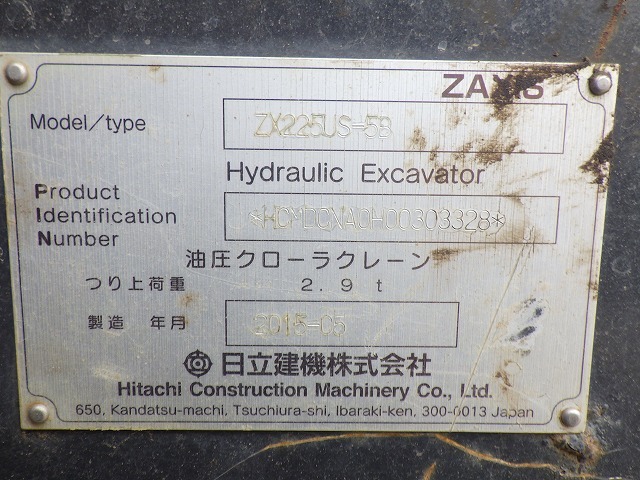 ZAXIS
Model/type ZX225US-5B
Hydraulic Excavator
Product
Identification
Number *HCMDCNA0H00303328*
油圧クローラクレーン
つり上荷重 2.9 t
製造 年月 2015-05
日立建機株式会社
Hitachi Construction Machinery Co., Ltd.
650, Kandatsu-machi, Tsuchiura-shi, Ibaraki-ken, 300-0013 Japan